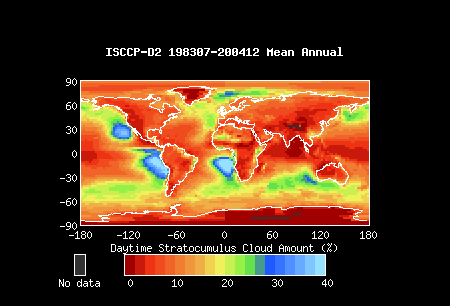 ISCCP-D2 198307-200412 Mean Annual
90
60
30
0
-30
-60
-90
-180 -120 -60 0 60 120 180
Daytime Stratocumulus Cloud Amount (%)
No data 0 10 20 30 40